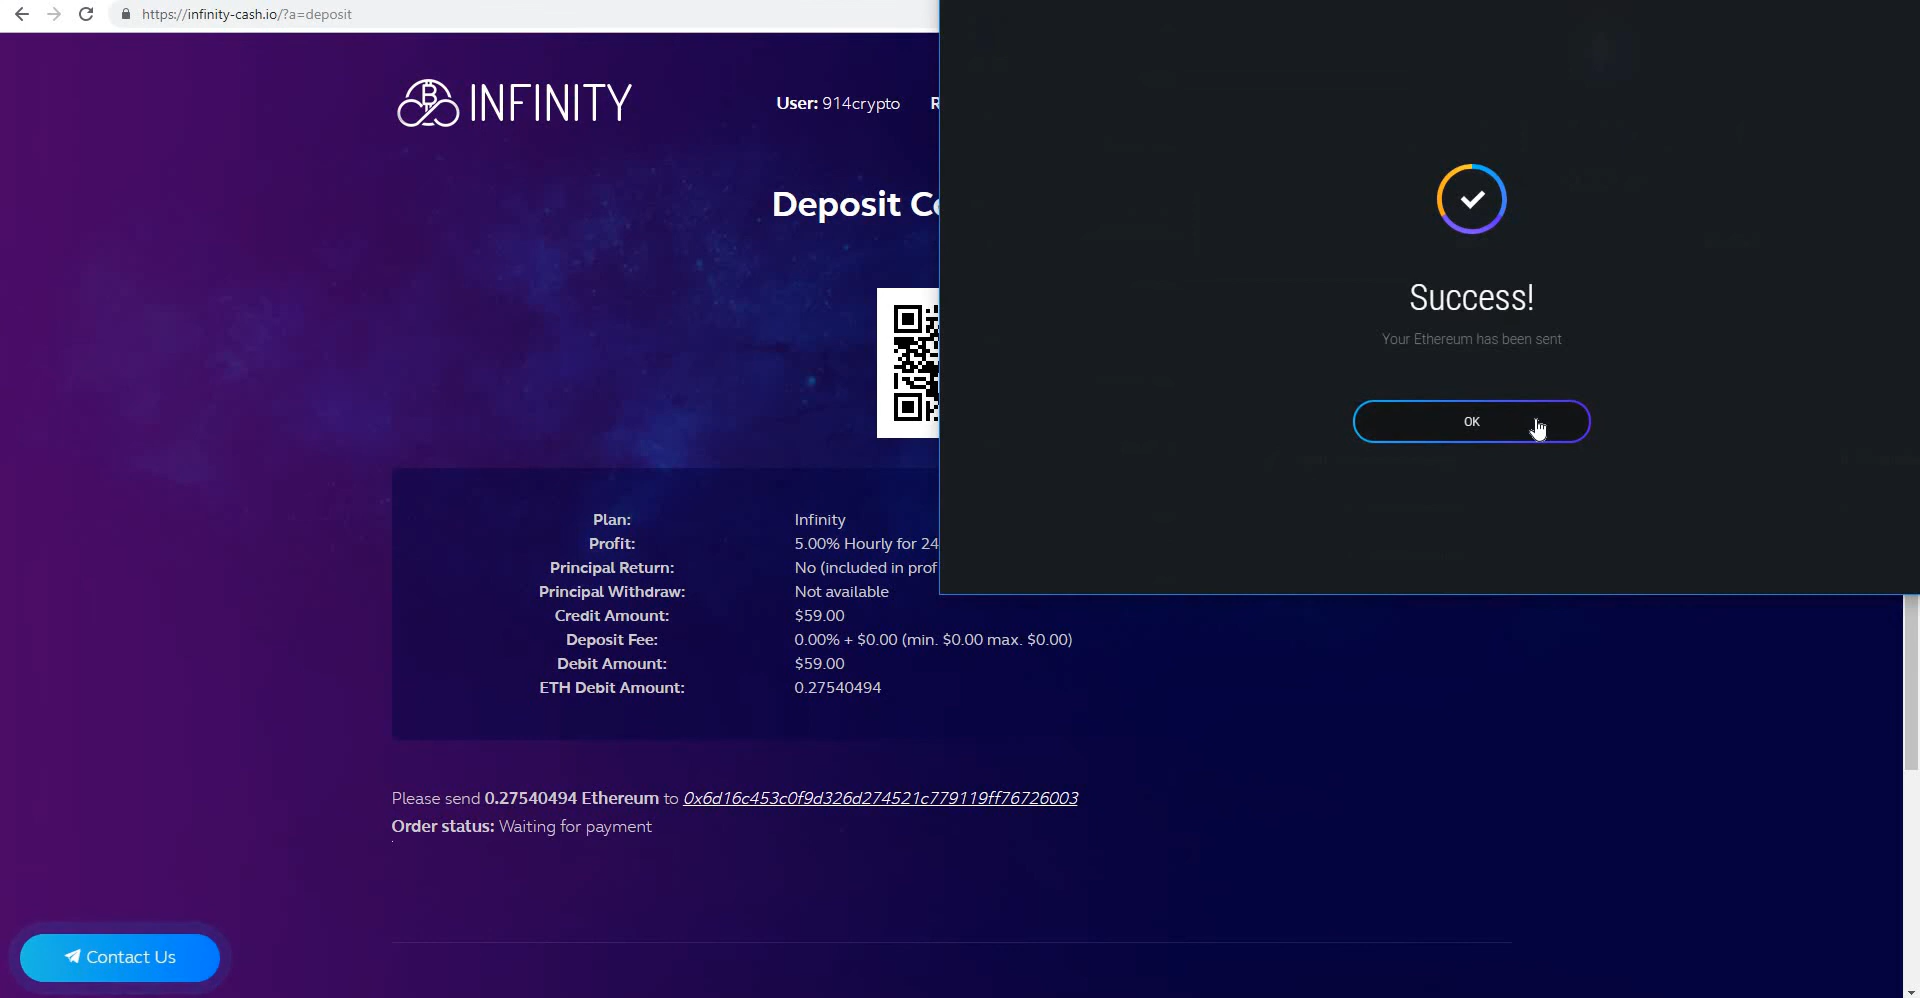 https://infinity-cash.io/?a=deposit
INFINITY
User: 914crypto
Deposit
Plan: Infinity
Profit: 5.00% Hourly for 24
Principal Return: No (included in
Principal Withdraw: Not available
Credit Amount: $59.00
Deposit Fee: 0.00% + $0.00 (min. $0.00 max. $0.00)
Debit Amount: $59.00
ETH Debit Amount: 0.27540494
Please send 0.27540494 Ethereum to 0x6d16c453c0f9d326d274521c779119ff76726003
Order status: Waiting for payment
Contact Us
Success!
Your Ethereum has been sent
OK